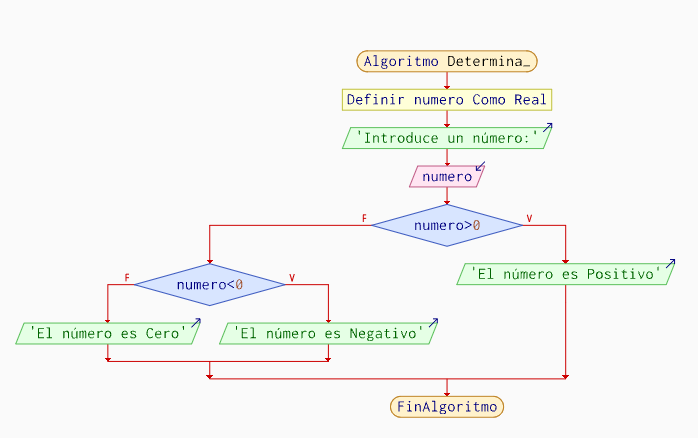 Algoritmo Determina_
Definir numero Como Real
'Introduce un número:'
numero
numero>0
F
V
'El número es Positivo'
numero<0
F
V
'El número es Cero'
'El número es Negativo'
FinAlgoritmo